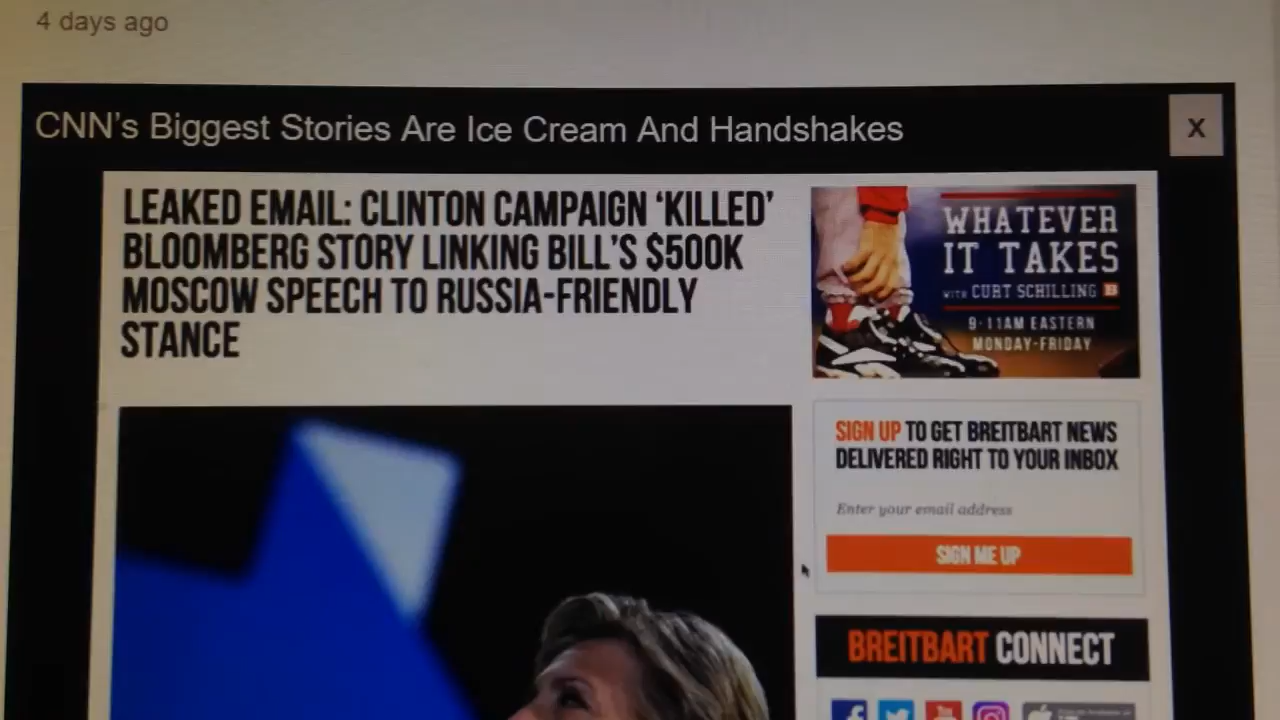 4 days ago
CNN's Biggest Stories Are Ice Cream And Handshakes
X
LEAKED EMAIL: CLINTON CAMPAIGN ‘KILLED’
BLOOMBERG STORY LINKING BILL'S $500K
MOSCOW SPEECH TO RUSSIA-FRIENDLY
STANCE
WHATEVER
IT TAKES
WITH CURT SCHILLING B
9-11AM EASTERN
MONDAY-FRIDAY
SIGN UP TO GET BREITBART NEWS
DELIVERED RIGHT TO YOUR INBOX
Enter your email address
SIGN ME UP
BREITBART CONNECT